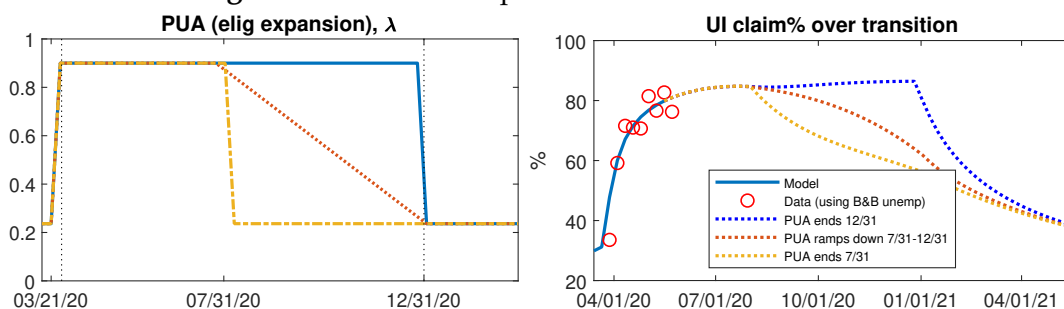 PUA (elig expansion), λ
1
0.8
0.6
0.4
0.2
0
03/21/20 07/31/20 12/31/20
UI claim% over transition
100
80
60
40
20
%
Model
Data (using B&B unemp)
PUA ends 12/31
PUA ramps down 7/31-12/31
PUA ends 7/31
04/01/20 07/01/20 10/01/20 01/01/21 04/01/21